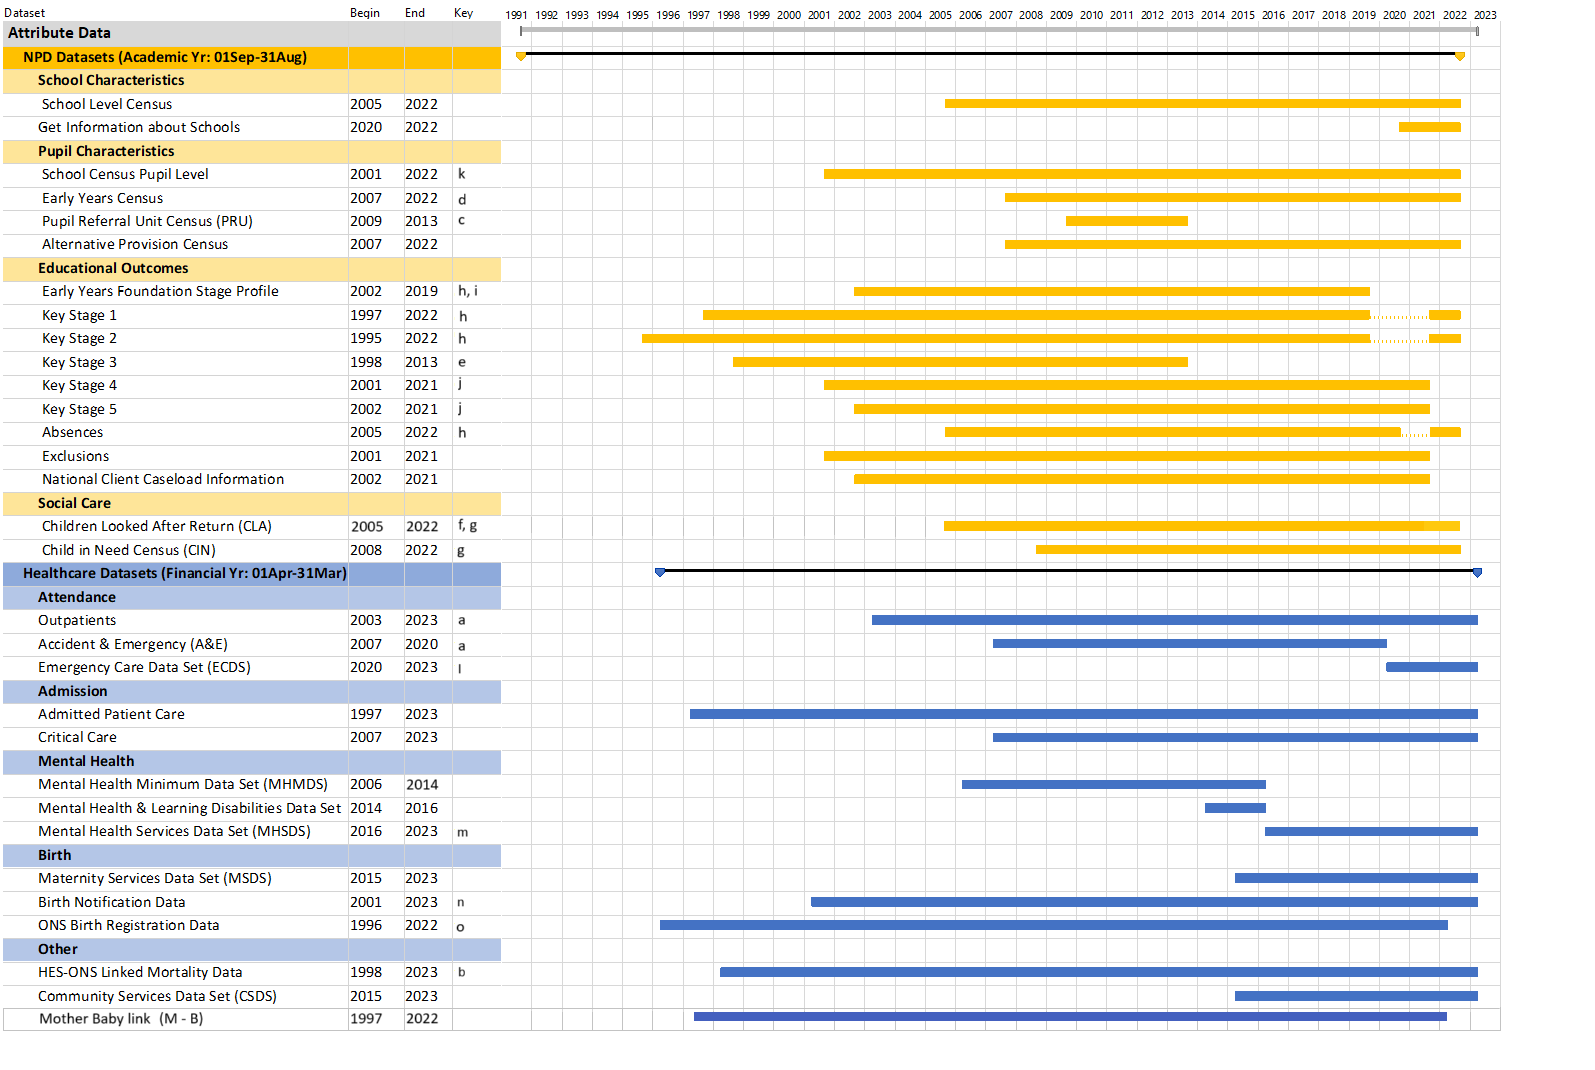 Dataset Begin End Key 1991 1992 1993 1994 1995 1996 1997 1998 1999 2000 2001 2002 2003 2004 2005 2006 2007 2008 2009 2010 2011 2012 2013 2014 2015 2016 2017 2018 2019 2020 2021 2022 2023
Attribute Data
NPD Datasets (Academic Yr: 01Sep-31Aug)
School Characteristics
School Level Census 2005 2022
Get Information about Schools 2020 2022
Pupil Characteristics
School Census Pupil Level 2001 2022 k
Early Years Census 2007 2022 d
Pupil Referral Unit Census (PRU) 2009 2013 c
Alternative Provision Census 2007 2022
Educational Outcomes
Early Years Foundation Stage Profile 2002 2019 h, i
Key Stage 1 1997 2022 h
Key Stage 2 1995 2022 h
Key Stage 3 1998 2013 e
Key Stage 4 2001 2021 j
Key Stage 5 2002 2021 j
Absences 2005 2022 h
Exclusions 2001 2021
National Client Caseload Information 2002 2021
Social Care
Children Looked After Return (CLA) 2005 2022 f, g
Child in Need Census (CIN) 2008 2022 g
Healthcare Datasets (Financial Yr: 01Apr-31Mar)
Attendance
Outpatients 2003 2023 a
Accident & Emergency (A&E) 2007 2020 a
Emergency Care Data Set (ECDS) 2020 2023 l
Admission
Admitted Patient Care 1997 2023
Critical Care 2007 2023
Mental Health
Mental Health Minimum Data Set (MHMDS) 2006 2014
Mental Health & Learning Disabilities Data Set 2014 2016
Mental Health Services Data Set (MHSDS) 2016 2023 m
Birth
Maternity Services Data Set (MSDS) 2015 2023
Birth Notification Data 2001 2023 n
ONS Birth Registration Data 1996 2022 o
Other
HES-ONS Linked Mortality Data 1998 2023 b
Community Services Data Set (CSDS) 2015 2023
Mother Baby link (M - B) 1997 2022